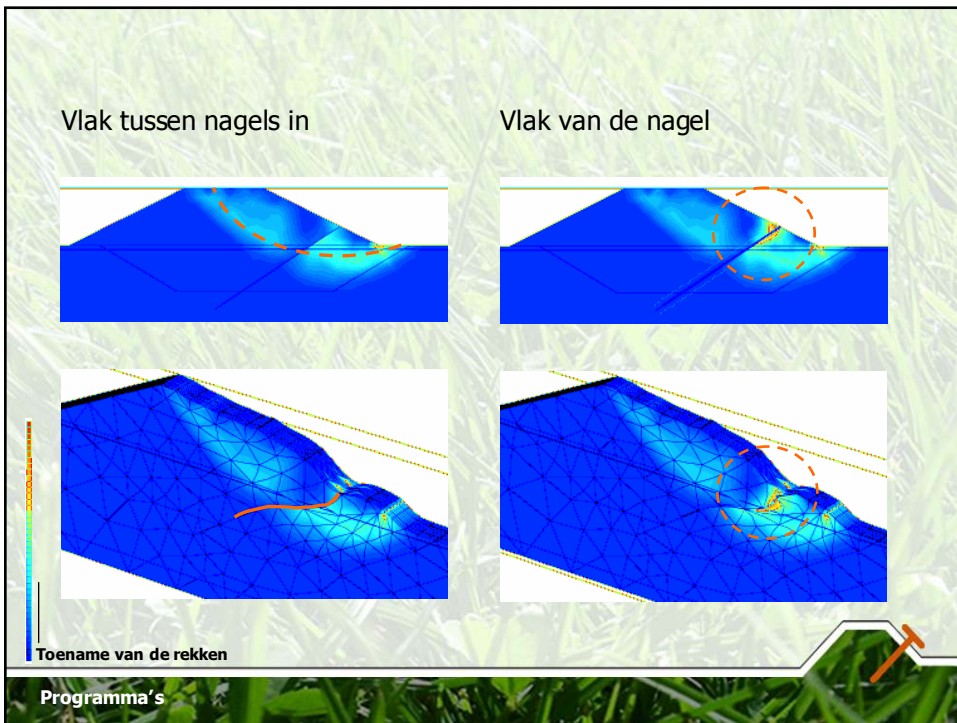 Vlak tussen nagels in
Vlak van de nagel
Toename van de rekken
Programma's